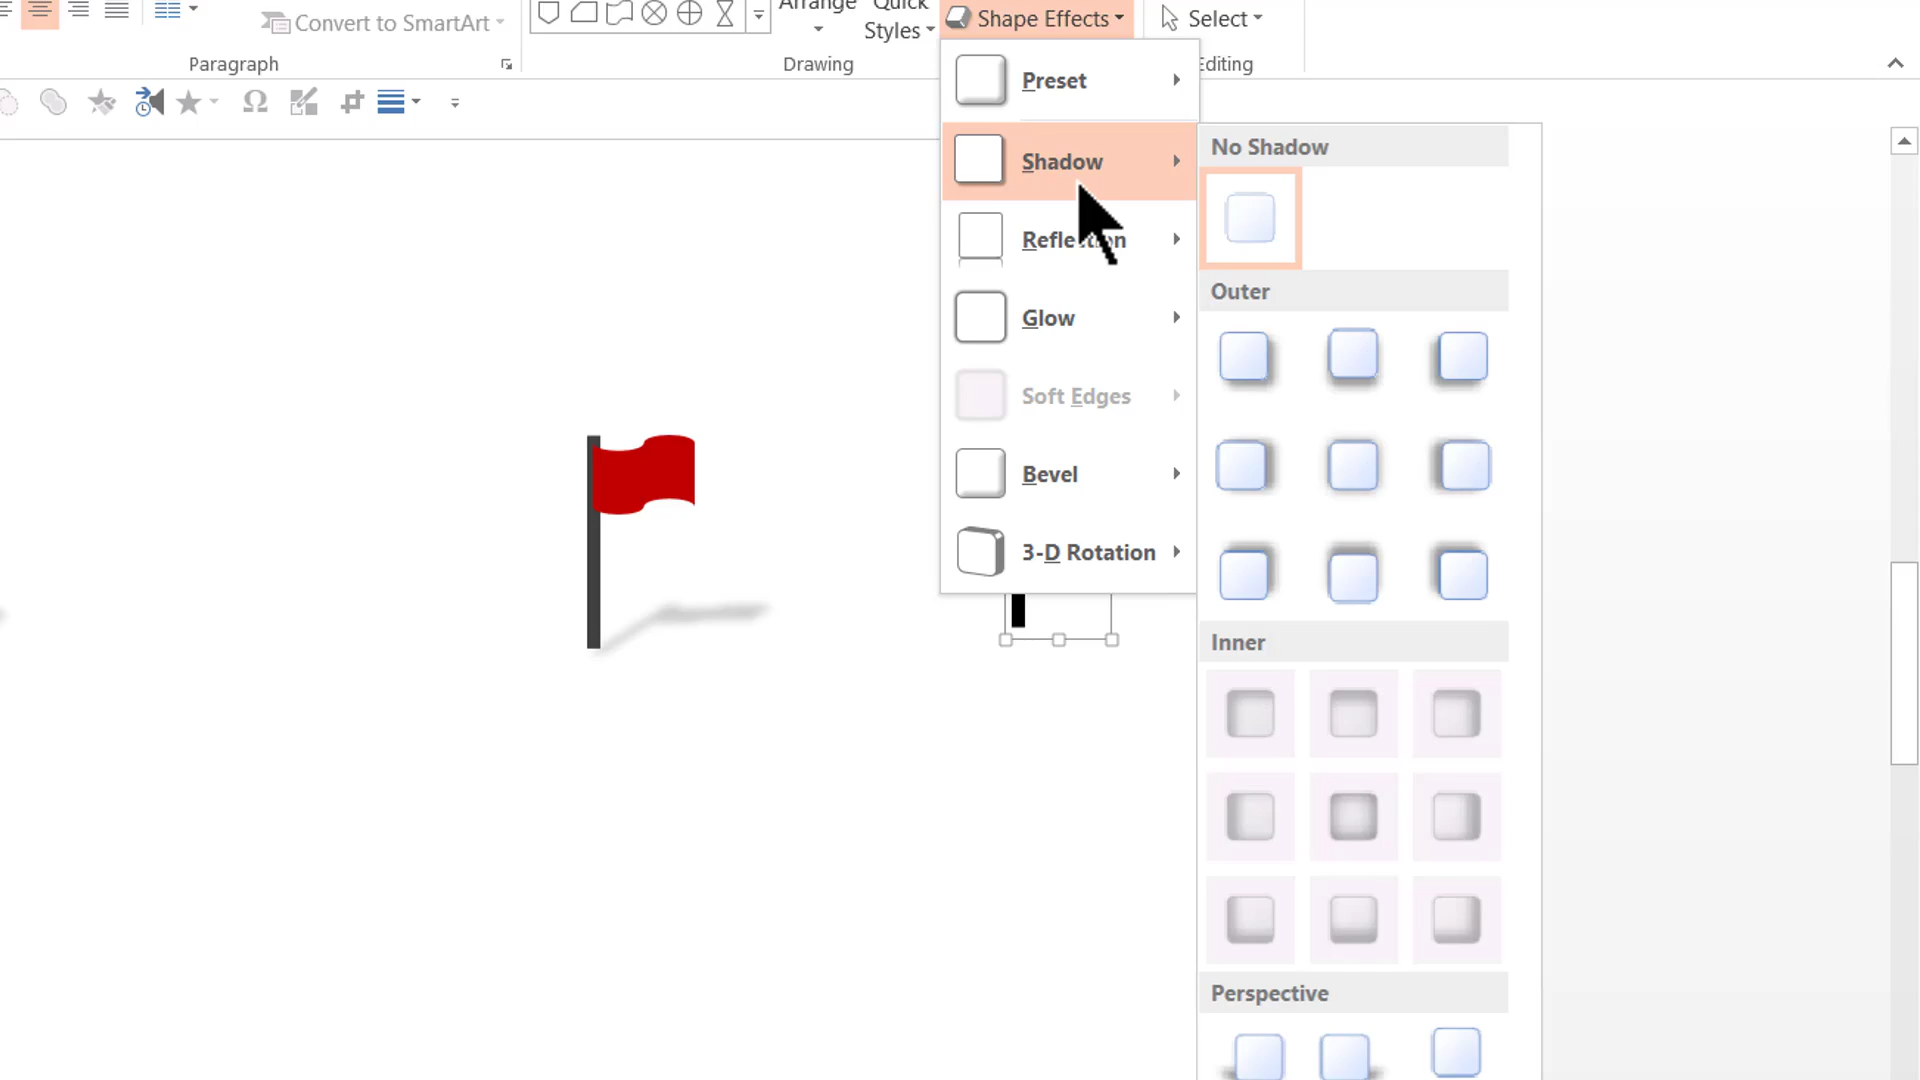 Arrange
Quick
Styles
Shape Effects
Select
Convert to SmartArt
Paragraph
Drawing
Editing
Preset
Shadow
Reflection
Glow
Soft Edges
Bevel
3-D Rotation
No Shadow
Outer
Inner
Perspective